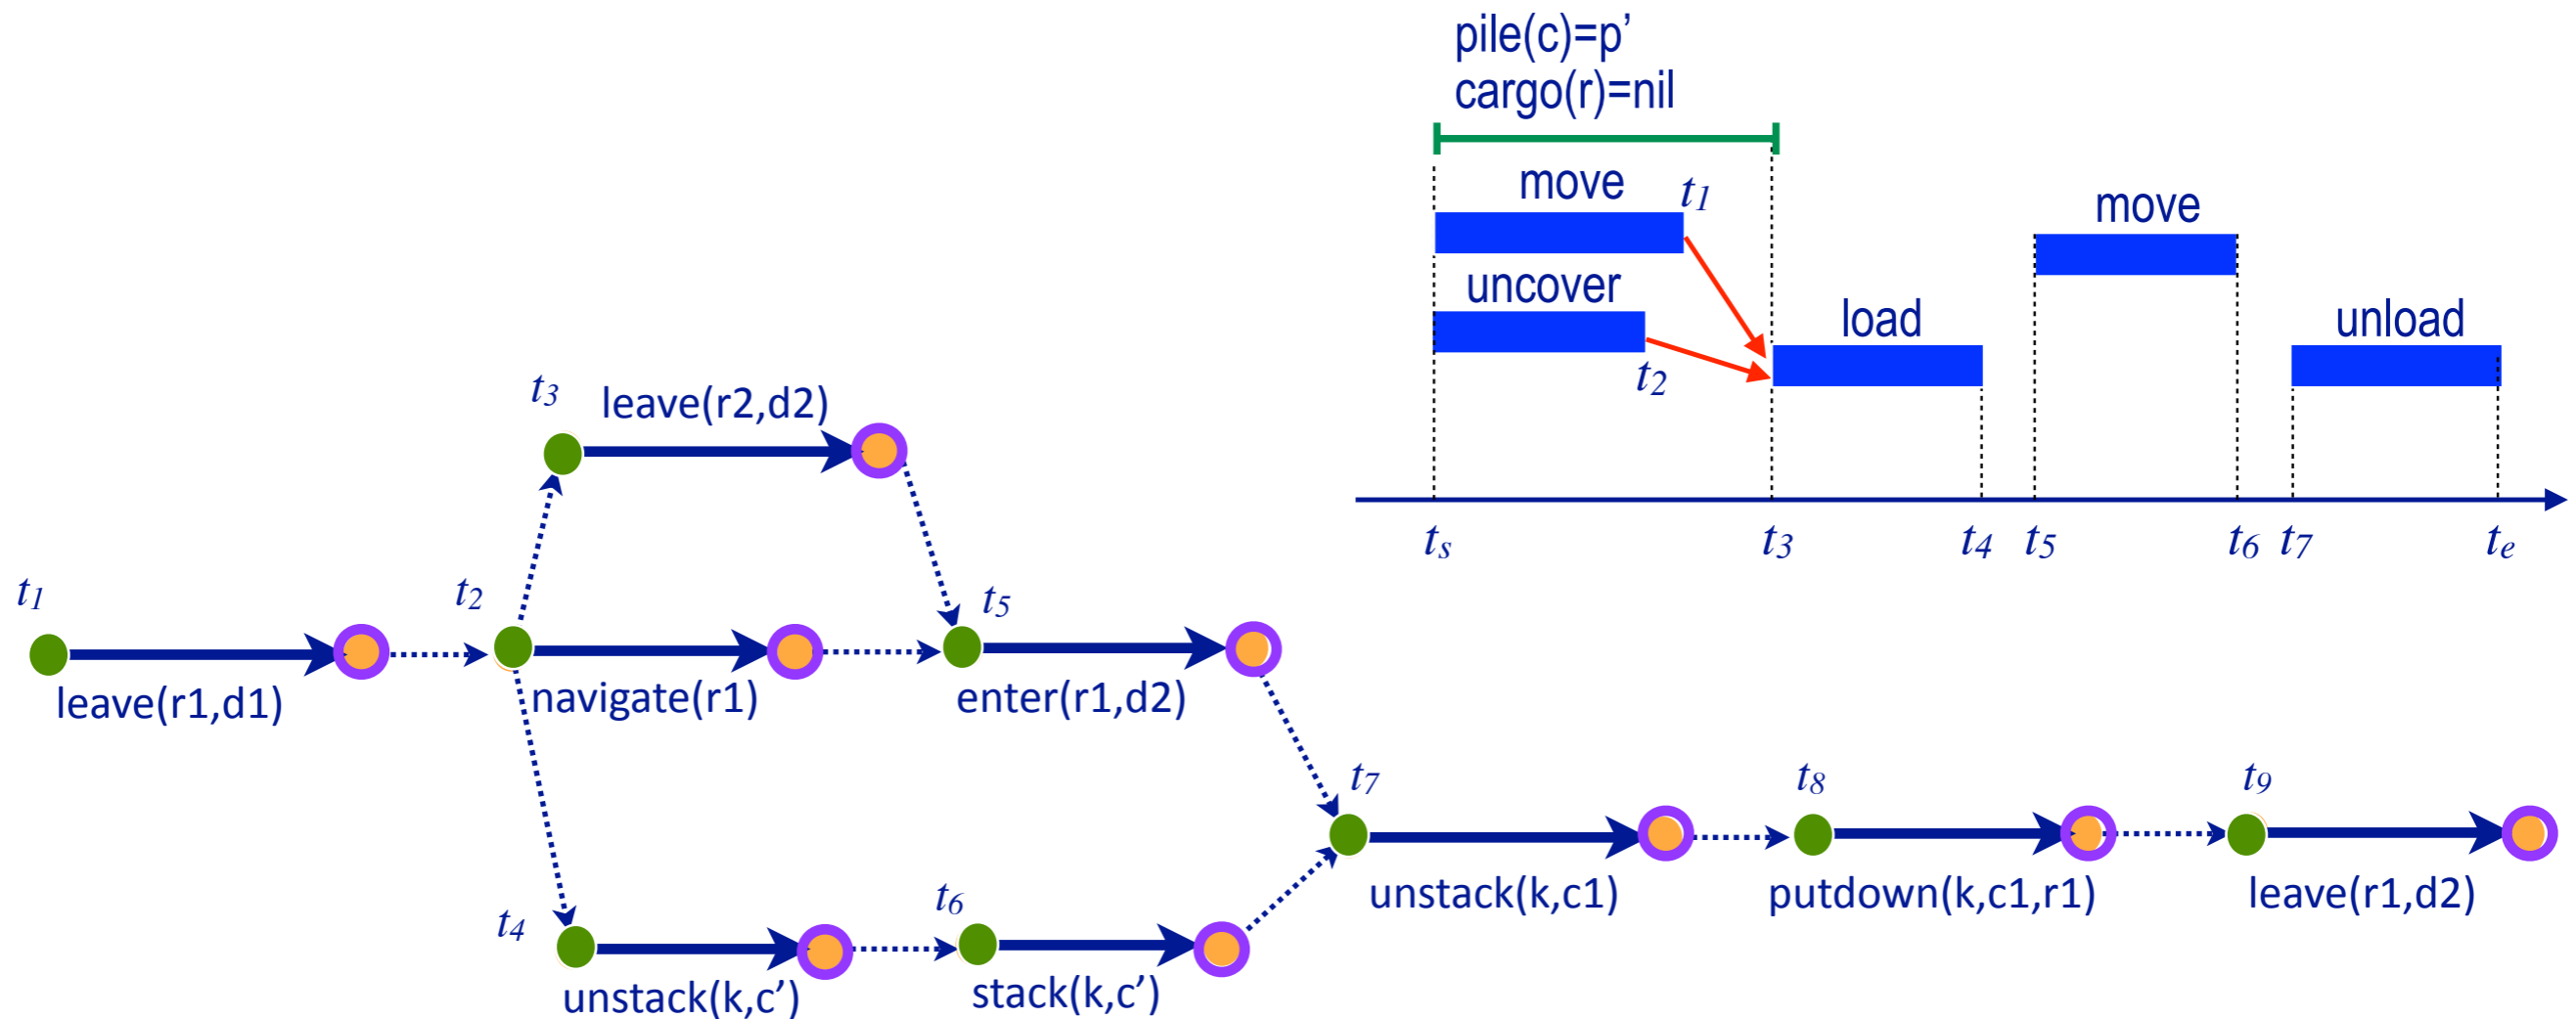 pile(c)=p’
cargo(r)=nil
move
t1
move
uncover
load
unload
t2
t3
leave(r2,d2)
ts
t3
t4
t5
t6
t7
te
t1
t2
t5
leave(r1,d1)
navigate(r1)
enter(r1,d2)
t7
t8
t9
t4
t6
unstack(k,c1)
putdown(k,c1,r1)
leave(r1,d2)
unstack(k,c’)
stack(k,c’)